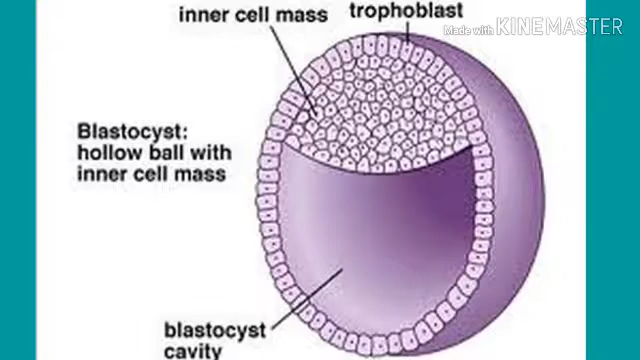 inner cell mass
trophoblast
Made with KINEMASTER
Blastocyst:
hollow ball with
inner cell mass
blastocyst
cavity